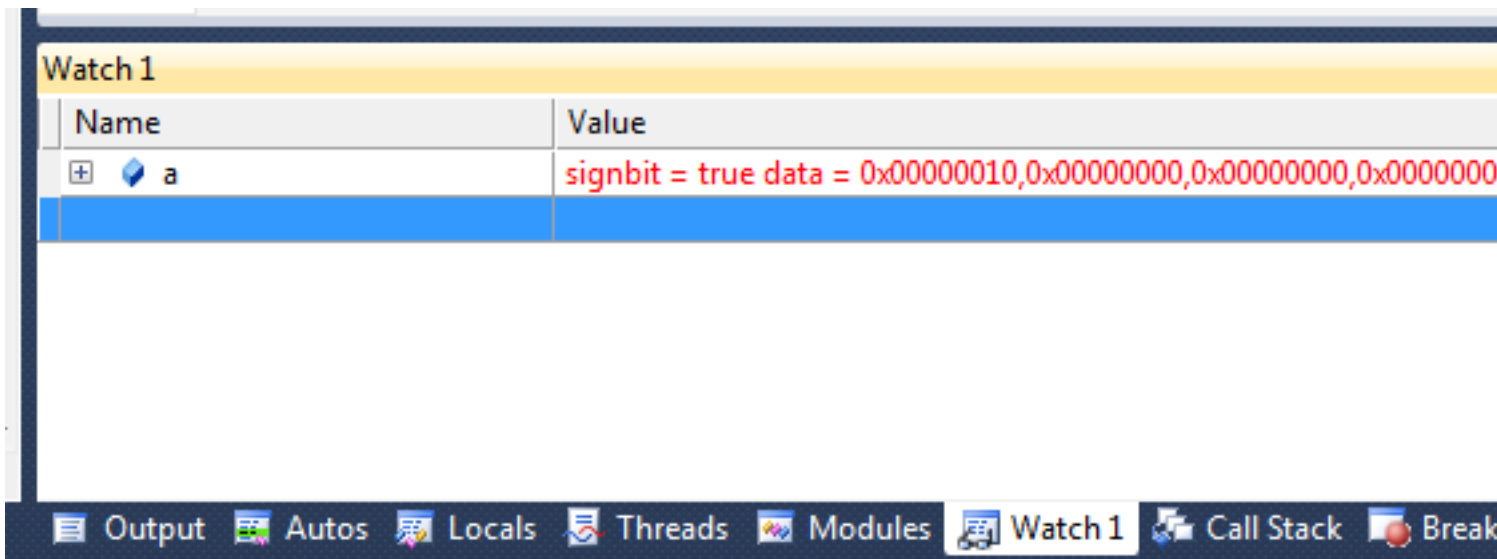 Watch 1
Name Value
a signbit = true data = 0x00000010,0x00000000,0x00000000,0x0000000
Output Autos Locals Threads Modules Watch 1 Call Stack Break